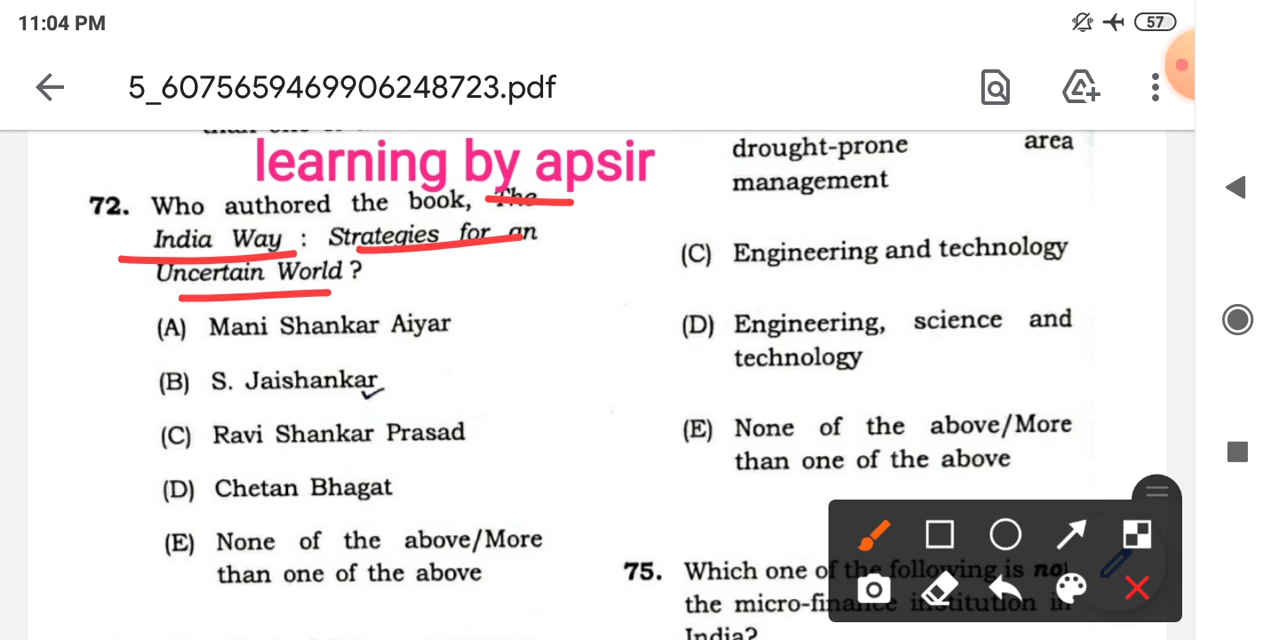 11:04 PM
57
5_6075659469906248723.pdf
learning by apsir
72. Who authored the book, The
India Way : Strategies for an
Uncertain World ?
(A) Mani Shankar Aiyar
(B) S. Jaishankar
(C) Ravi Shankar Prasad
(D) Chetan Bhagat
(E) None of the above/More
than one of the above
drought-prone area
management
(C) Engineering and technology
(D) Engineering, science and
technology
(E) None of the above/More
than one of the above
75. Which one of the following is not
the micro-finance institution in
India?